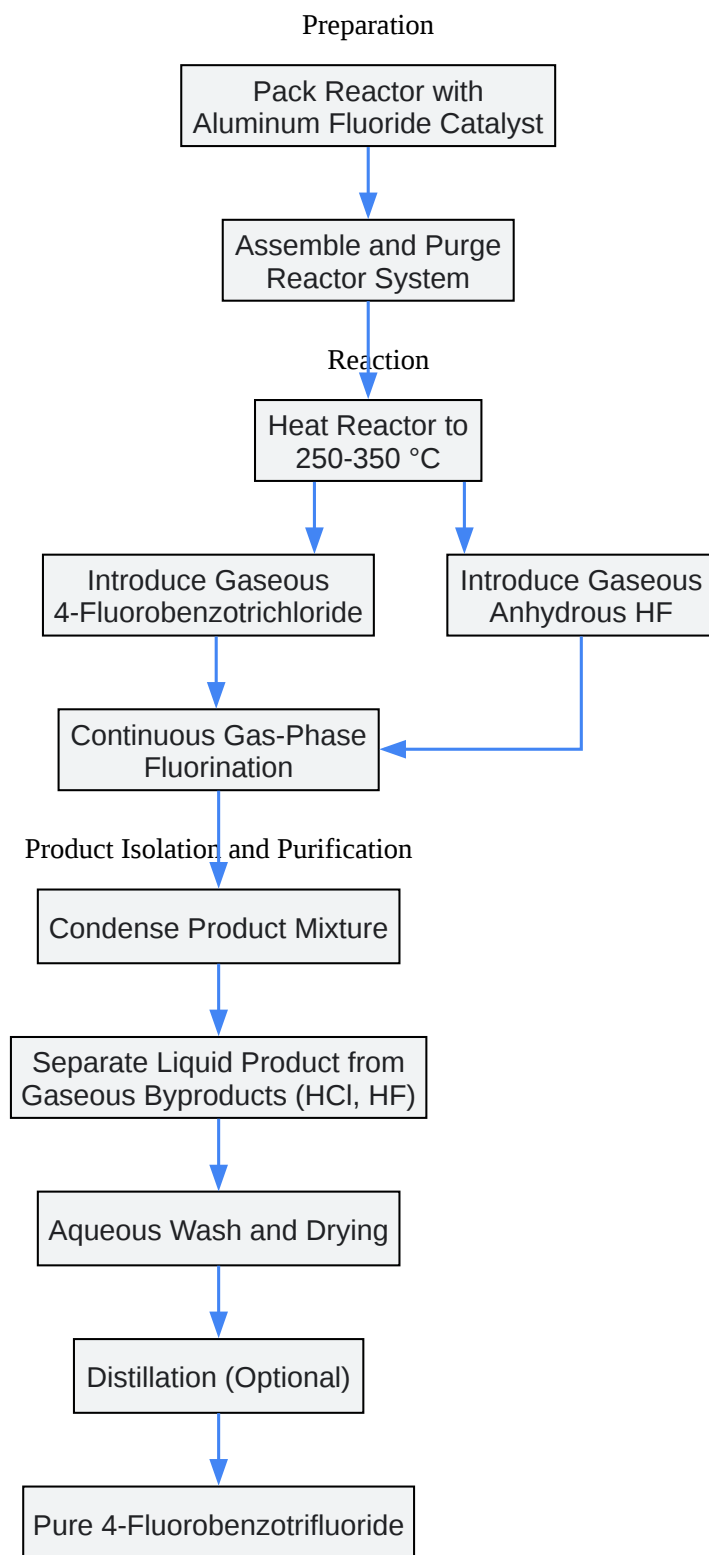 Preparation
Pack Reactor with
Aluminum Fluoride Catalyst
Assemble and Purge
Reactor System
Reaction
Heat Reactor to
250-350 °C
Introduce Gaseous
4-Fluorobenzotrichloride
Introduce Gaseous
Anhydrous HF
Continuous Gas-Phase
Fluorination
Product Isolation and Purification
Condense Product Mixture
Separate Liquid Product from
Gaseous Byproducts (HCl, HF)
Aqueous Wash and Drying
Distillation (Optional)
Pure 4-Fluorobenzotrifluoride